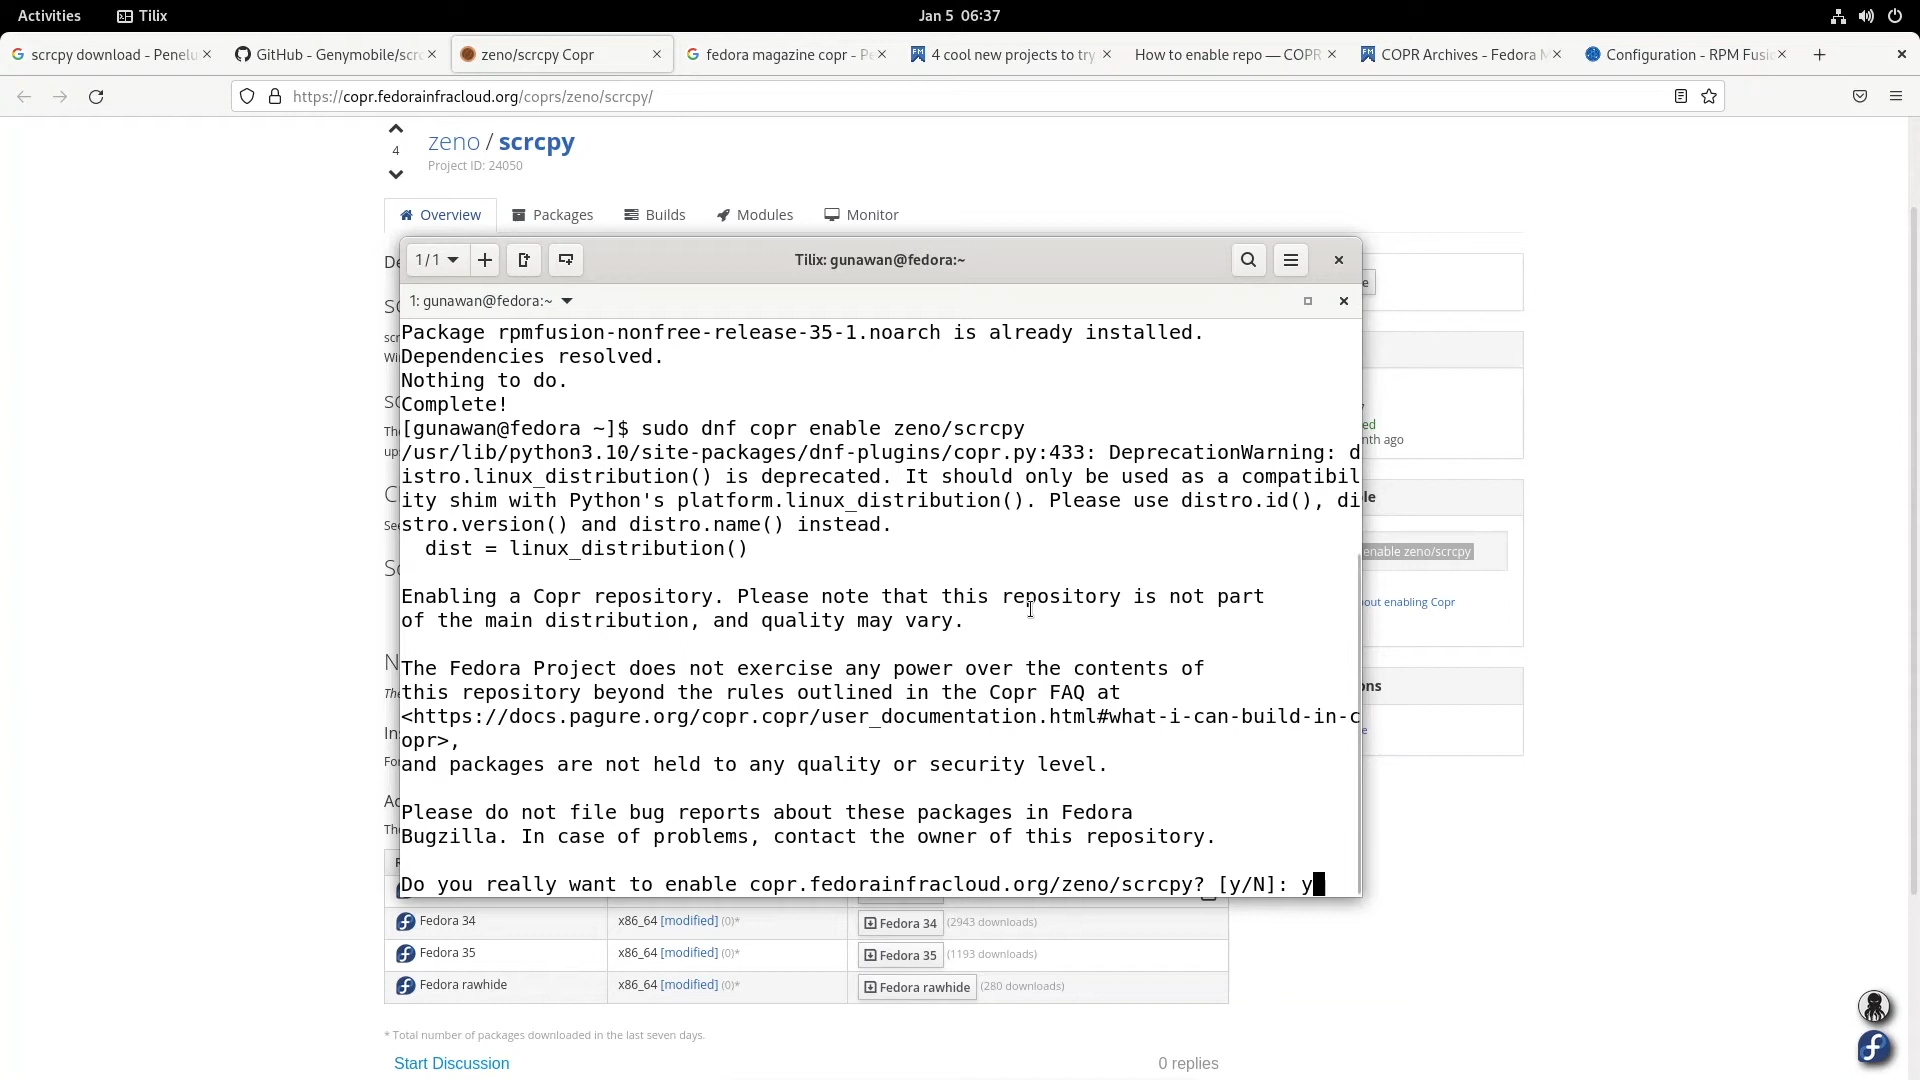 Activities
Tilix
Jan 5 06:37
scrcpy download - Penelu
GitHub - Genymobile/scrc
zeno/scrcpy Copr
fedora magazine copr - Pe
4 cool new projects to try
How to enable repo — COPR
COPR Archives - Fedora M
Configuration - RPM Fusio
https://copr.fedorainfracloud.org/coprs/zeno/scrcpy/
4
zeno / scrcpy
Project ID: 24050
Overview
Packages
Builds
Modules
Monitor
1 / 1
Tilix: gunawan@fedora:~
1: gunawan@fedora:~
Package rpmfusion-nonfree-release-35-1.noarch is already installed.
Dependencies resolved.
Nothing to do.
Complete!
[gunawan@fedora ~]$ sudo dnf copr enable zeno/scrcpy
/usr/lib/python3.10/site-packages/dnf-plugins/copr.py:433: DeprecationWarning: d
istro.linux_distribution() is deprecated. It should only be used as a compatibil
ity shim with Python's platform.linux_distribution(). Please use distro.id(), di
stro.version() and distro.name() instead.
dist = linux_distribution()
Enabling a Copr repository. Please note that this repository is not part
of the main distribution, and quality may vary.
The Fedora Project does not exercise any power over the contents of
this repository beyond the rules outlined in the Copr FAQ at
<https://docs.pagure.org/copr.copr/user_documentation.html#what-i-can-build-in-c
opr>,
and packages are not held to any quality or security level.
Please do not file bug reports about these packages in Fedora
Bugzilla. In case of problems, contact the owner of this repository.
Do you really want to enable copr.fedorainfracloud.org/zeno/scrcpy? [y/N]: y
nth ago
enable zeno/scrcpy
out enabling Copr
Fedora 34
x86_64 [modified] (0)*
Fedora 34
(2943 downloads)
Fedora 35
x86_64 [modified] (0)*
Fedora 35
(1193 downloads)
Fedora rawhide
x86_64 [modified] (0)*
Fedora rawhide
(280 downloads)
* Total number of packages downloaded in the last seven days.
Start Discussion
0 replies